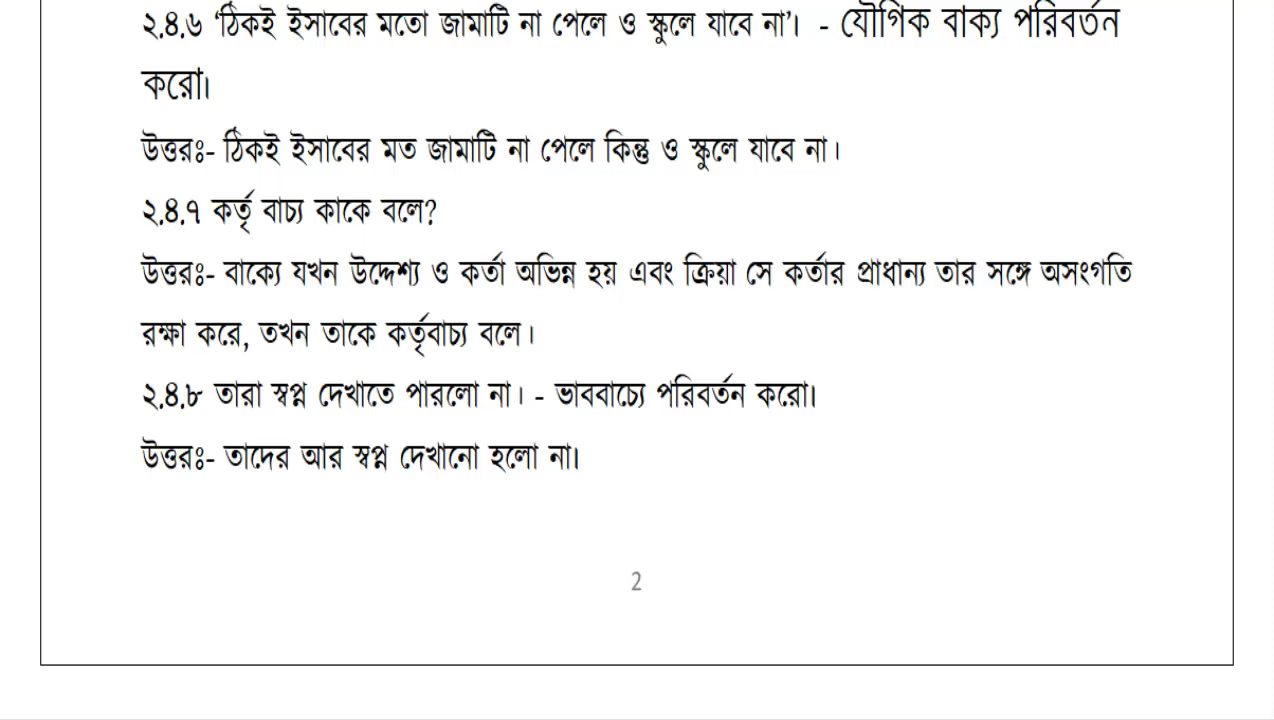 ২.৪.৬ ‘ঠিকই ইসাবের মতো জামাটি না পেলে ও স্কুলে যাবে না’। - যৌগিক বাক্য পরিবর্তন
করো।
উত্তরঃ- ঠিকই ইসাবের মত জামাটি না পেলে কিন্তু ও স্কুলে যাবে না।
২.৪.৭ কর্তৃ বাচ্য কাকে বলে?
উত্তরঃ- বাক্যে যখন উদ্দেশ্য ও কর্তা অভিন্ন হয় এবং ক্রিয়া সে কর্তার প্রাধান্য তার সঙ্গে অসংগতি
রক্ষা করে, তখন তাকে কর্তৃবাচ্য বলে।
২.৪.৮ তারা স্বপ্ন দেখাতে পারলো না। - ভাববাচ্যে পরিবর্তন করো।
উত্তরঃ- তাদের আর স্বপ্ন দেখানো হলো না।
2